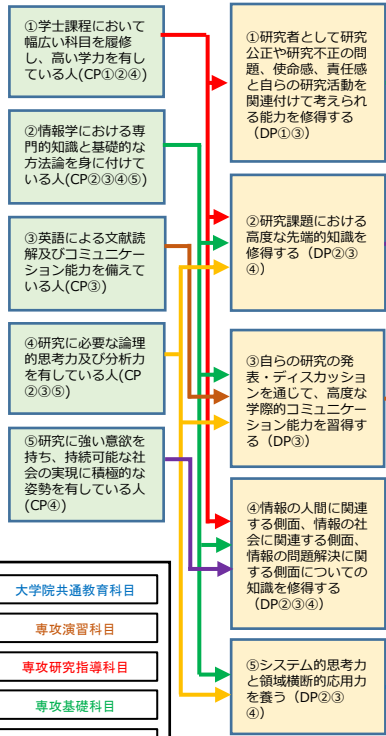 ①学士課程において
幅広い科目を履修
し、高い学力を有し
ている人(CP①②④)
②情報学における専
門的知識と基礎的な
方法論を身に付けて
いる人(CP②③④⑤)
③英語による文献読
解及びコミュニケー
ション能力を備えて
いる人(CP③)
④研究に必要な論理
的思考力及び分析力
を有している人(CP
②③⑤)
⑤研究に強い意欲を
持ち、持続可能な社
会の実現に積極的な
姿勢を有している人
(CP④)
大学院共通教育科目
専攻演習科目
専攻研究指導科目
専攻基礎科目
①研究者として研究
公正や研究不正の問
題、使命感、責任感
と自らの研究活動を
関連付けて考えられ
る能力を修得する
（DP①③）
②研究課題における
高度な先端的知識を
修得する（DP②③
④）
③自らの研究の発
表・ディスカッショ
ンを通じて、高度な
学際的コミュニケー
ション能力を習得す
る（DP③）
④情報の人間に関連
する側面、情報の社
会に関連する側面、
情報の問題解決に関
する側面についての
知識を修得する
（DP②③④）
⑤システム的思考力
と領域横断的応用力
を養う（DP②③
④）